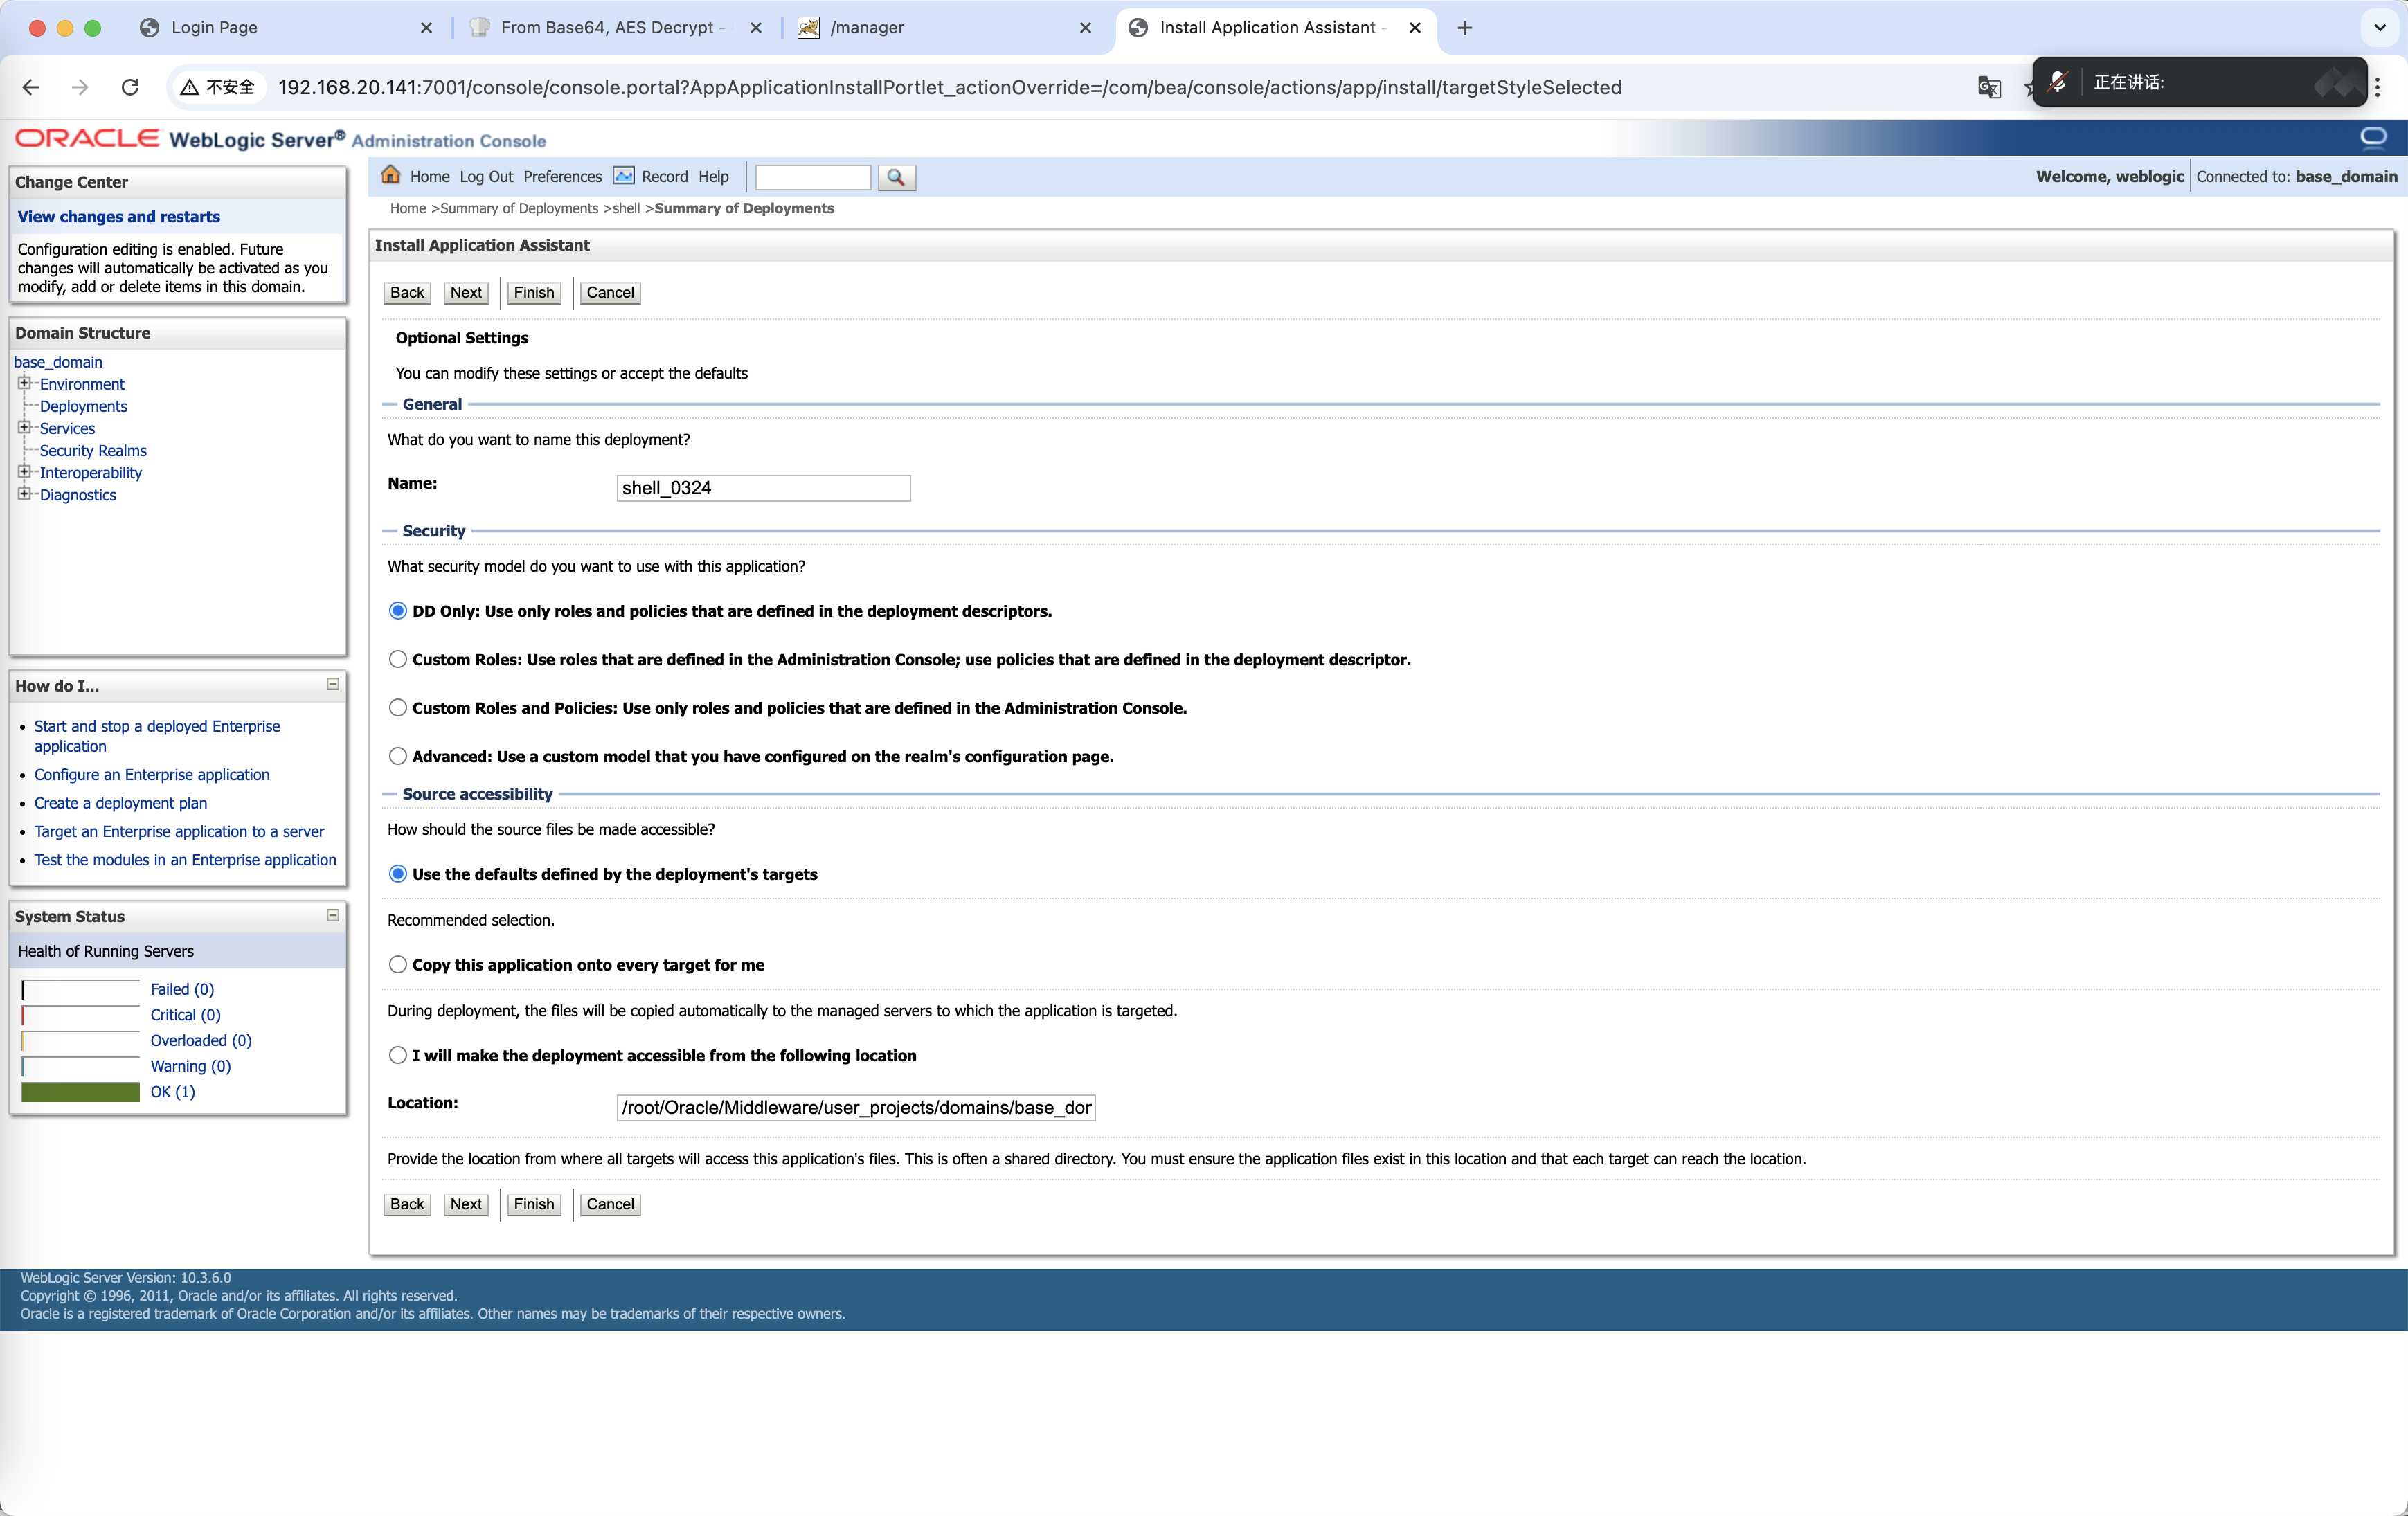 Login Page
From Base64, AES Decrypt -
/manager
Install Application Assistant -
不安全
192.168.20.141:7001/console/console.portal?AppApplicationInstallPortlet_actionOverride=/com/bea/console/actions/app/install/targetStyleSelected
正在讲话:
ORACLE WebLogic Server® Administration Console
Change Center
View changes and restarts
Configuration editing is enabled. Future
changes will automatically be activated as you
modify, add or delete items in this domain.
Domain Structure
base_domain
Environment
Deployments
Services
Security Realms
Interoperability
Diagnostics
How do I...
Start and stop a deployed Enterprise
application
Configure an Enterprise application
Create a deployment plan
Target an Enterprise application to a server
Test the modules in an Enterprise application
System Status
Health of Running Servers
Failed (0)
Critical (0)
Overloaded (0)
Warning (0)
OK (1)
Home Log Out Preferences Record Help
Welcome, weblogic Connected to: base_domain
Home >Summary of Deployments >shell >Summary of Deployments
Install Application Assistant
Back Next Finish Cancel
Optional Settings
You can modify these settings or accept the defaults
General
What do you want to name this deployment?
Name: shell_0324
Security
What security model do you want to use with this application?
DD Only: Use only roles and policies that are defined in the deployment descriptors.
Custom Roles: Use roles that are defined in the Administration Console; use policies that are defined in the deployment descriptor.
Custom Roles and Policies: Use only roles and policies that are defined in the Administration Console.
Advanced: Use a custom model that you have configured on the realm's configuration page.
Source accessibility
How should the source files be made accessible?
Use the defaults defined by the deployment's targets
Recommended selection.
Copy this application onto every target for me
During deployment, the files will be copied automatically to the managed servers to which the application is targeted.
I will make the deployment accessible from the following location
Location: /root/Oracle/Middleware/user_projects/domains/base_dor
Provide the location from where all targets will access this application's files. This is often a shared directory. You must ensure the application files exist in this location and that each target can reach the location.
Back Next Finish Cancel
WebLogic Server Version: 10.3.6.0
Copyright © 1996, 2011, Oracle and/or its affiliates. All rights reserved.
Oracle is a registered trademark of Oracle Corporation and/or its affiliates. Other names may be trademarks of their respective owners.